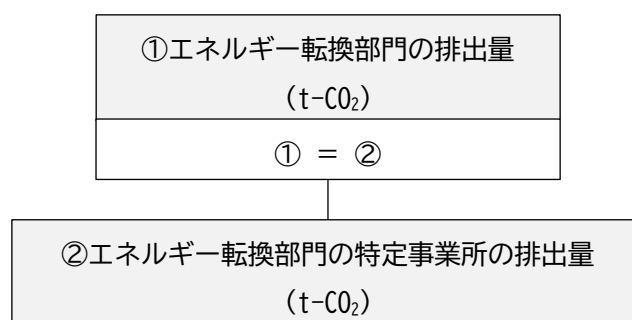 ①エネルギー転換部門の排出量
(t-CO₂)
① = ②
②エネルギー転換部門の特定事業所の排出量
(t-CO₂)